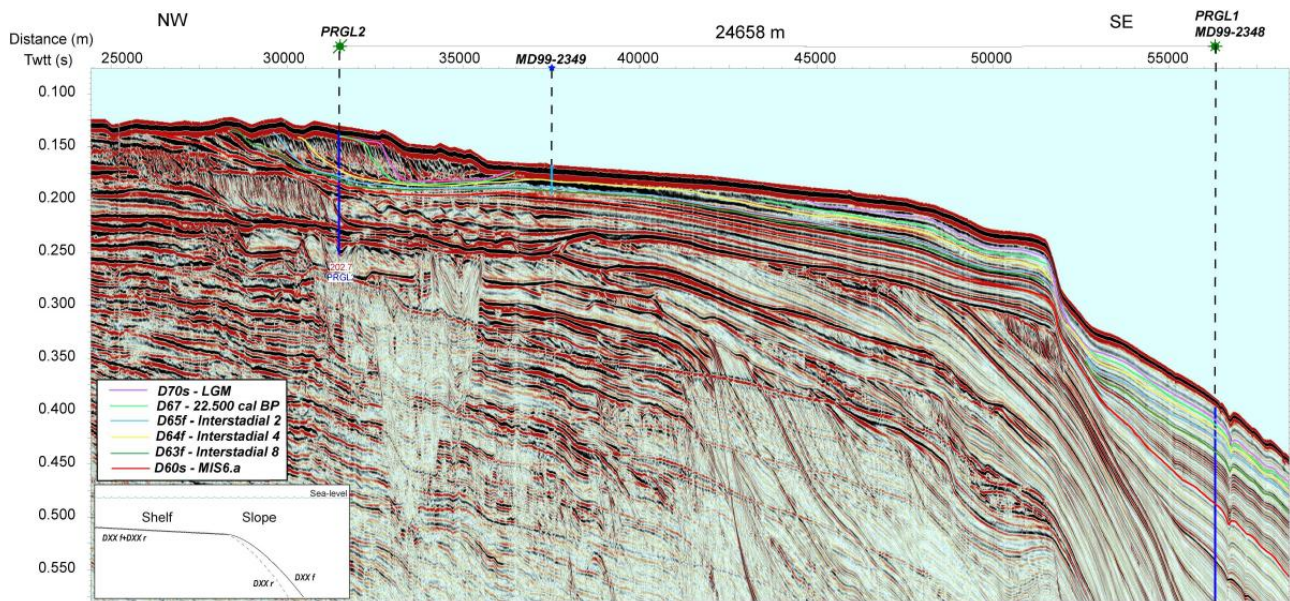 NW
PRGL2
24658 m
SE
PRGL1
MD99-2348
Distance (m)
Twtt (s)
25000 30000 35000 MD99-2349 40000 45000 50000 55000
0.100
0.150
0.200
0.250
0.300
0.350
0.400
0.450
0.500
0.550
202.7
D70s - LGM
D67 - 22.500 cal BP
D65f - Interstadial 2
D64f - Interstadial 4
D63f - Interstadial 8
D60s - MIS6.a
Sea-level
Shelf Slope
DXX f+DXX r
DXX r
DXX f